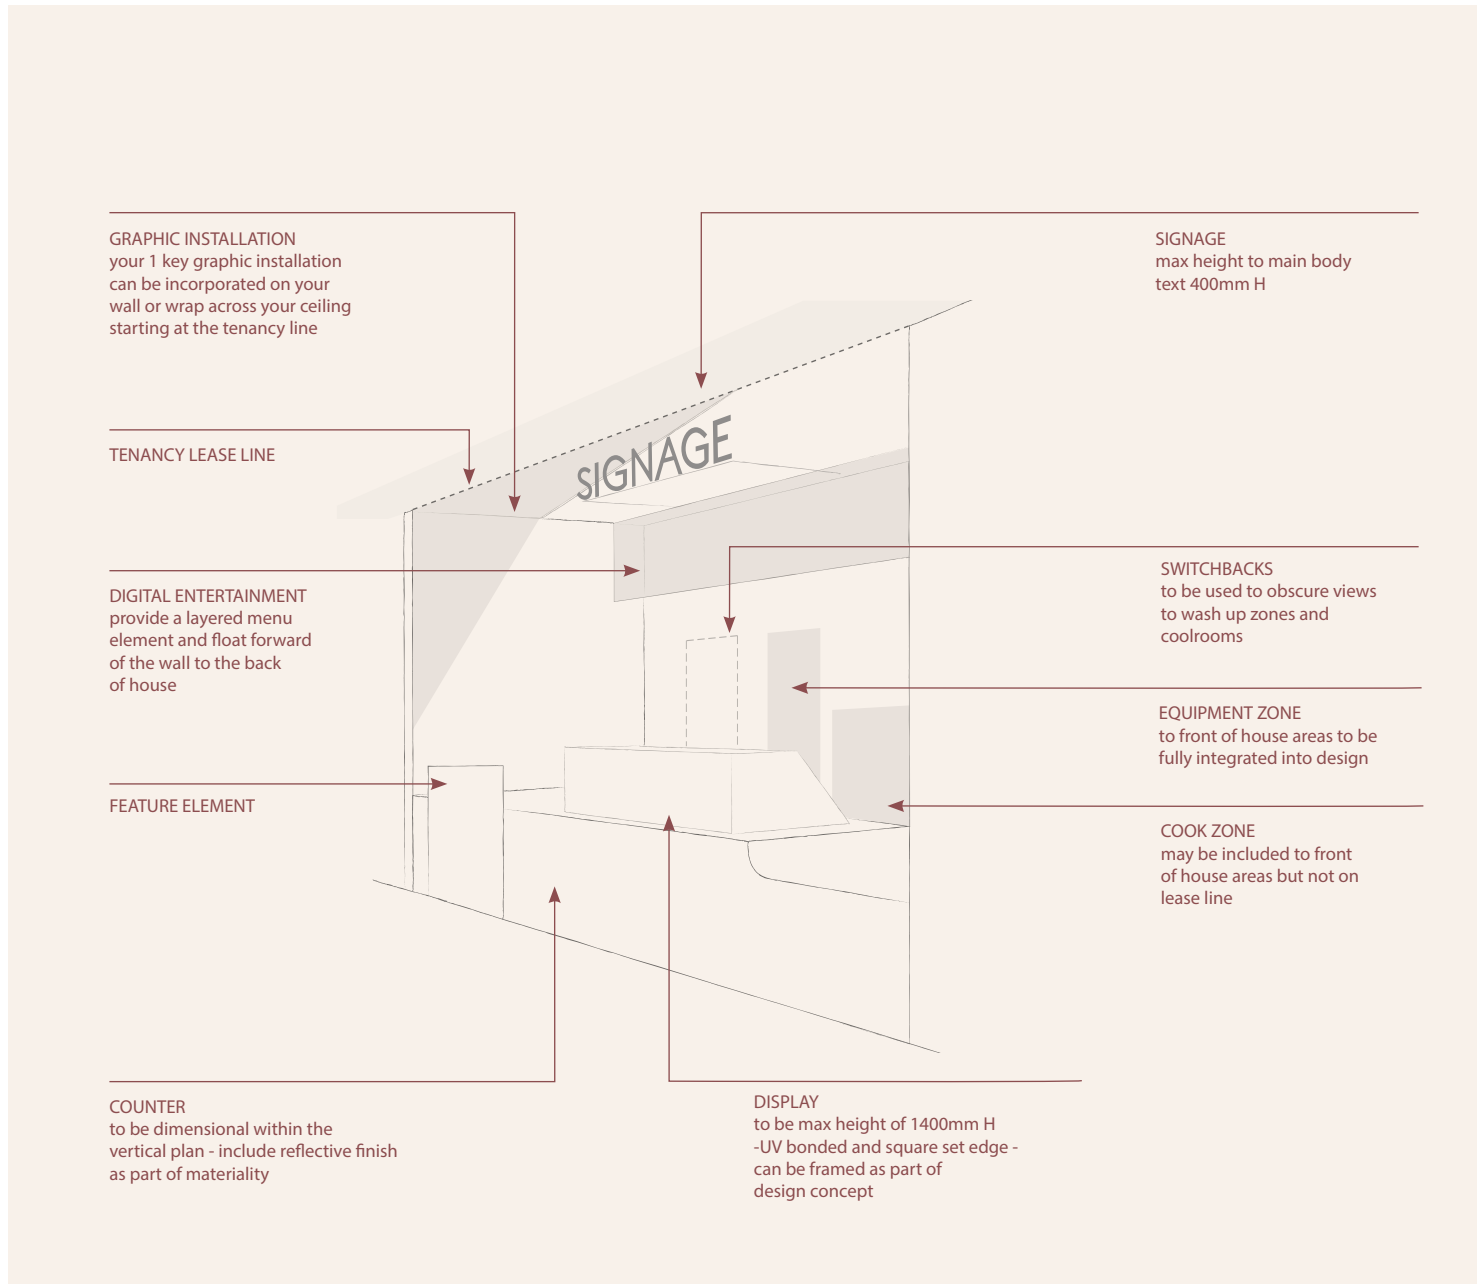 GRAPHIC INSTALLATION
your 1 key graphic installation
can be incorporated on your
wall or wrap across your ceiling
starting at the tenancy line
TENANCY LEASE LINE
DIGITAL ENTERTAINMENT
provide a layered menu
element and float forward
of the wall to the back
of house
FEATURE ELEMENT
COUNTER
to be dimensional within the
vertical plan - include reflective finish
as part of materiality
SIGNAGE
DISPLAY
to be max height of 1400mm H
-UV bonded and square set edge -
can be framed as part of
design concept
SIGNAGE
max height to main body
text 400mm H
SWITCHBACKS
to be used to obscure views
to wash up zones and
coolrooms
EQUIPMENT ZONE
to front of house areas to be
fully integrated into design
COOK ZONE
may be included to front
of house areas but not on
lease line